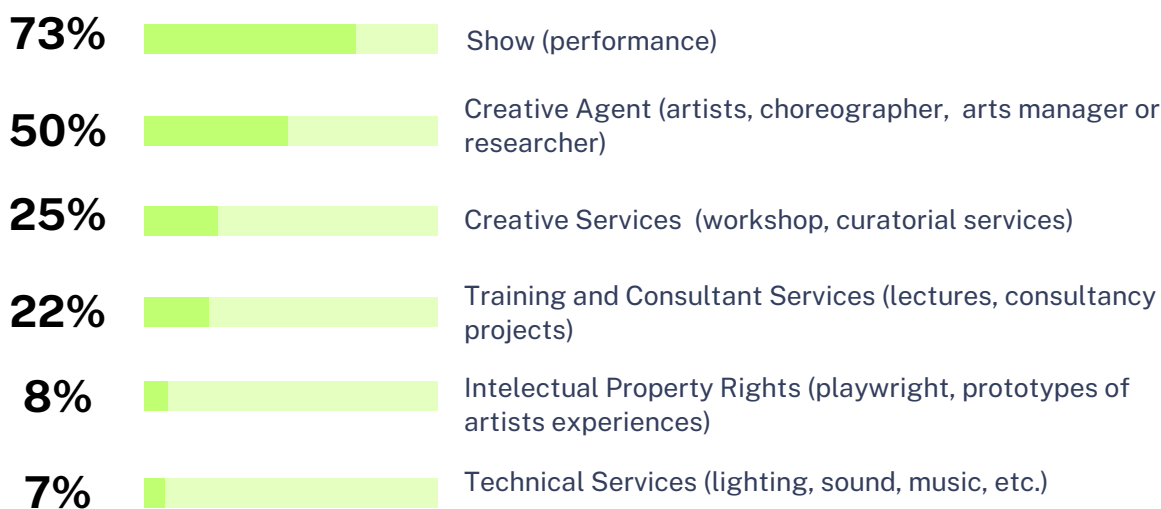 73%
Show (performance)
50%
Creative Agent (artists, choreographer,  arts manager or
researcher)
25%
Creative Services  (workshop, curatorial services)
22%
Training and Consultant Services (lectures, consultancy
projects)
8%
Intelectual Property Rights (playwright, prototypes of
artists experiences)
7%
Technical Services (lighting, sound, music, etc.)